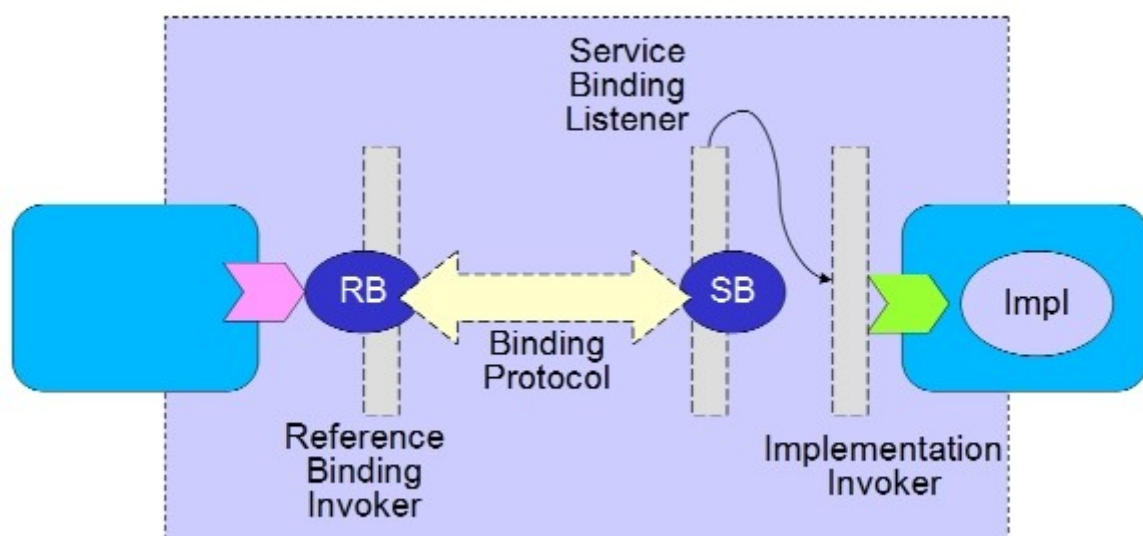 Service
Binding
Listener
RB
SB
Impl
Binding
Protocol
Reference
Binding
Invoker
Implementation
Invoker